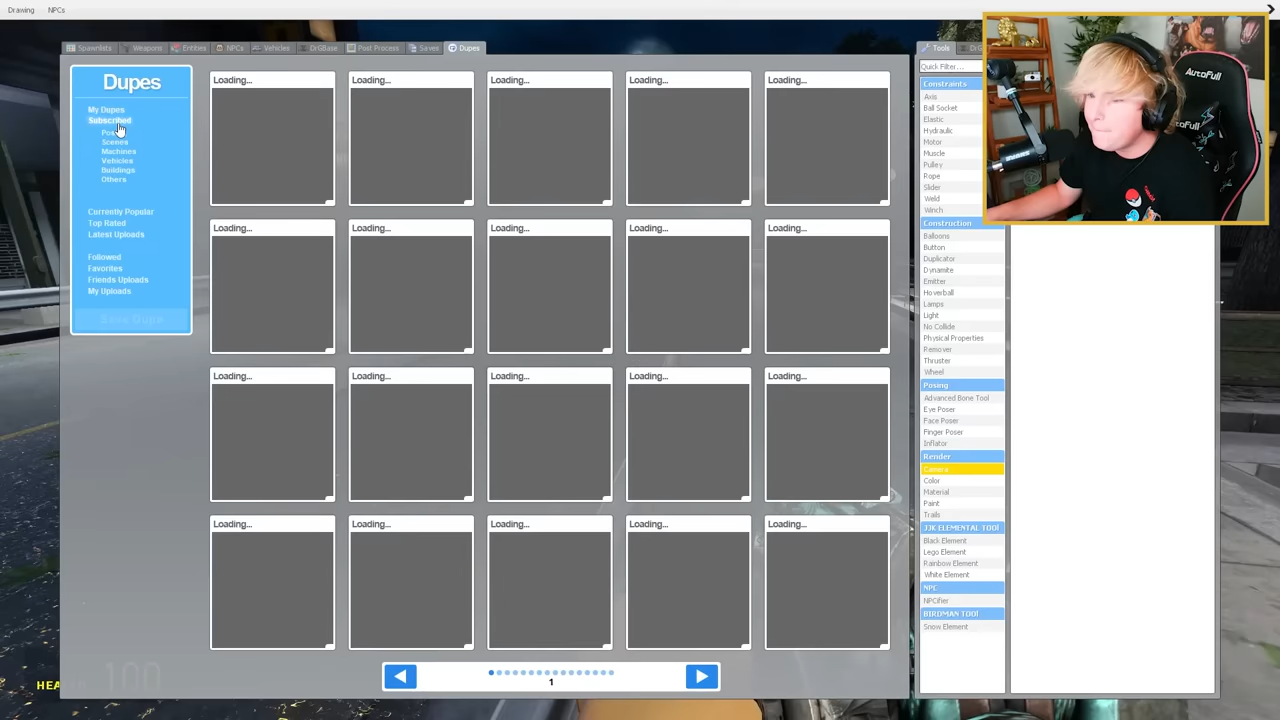 Drawing NPCs
Spawnlists Weapons Entities NPCs Vehicles DrGBase Post Process Saves Dupes
Dupes
My Dupes
Subscribed
Scenes
Machines
Vehicles
Buildings
Others
Currently Popular
Top Rated
Latest Uploads
Followed
Favorites
Friends Uploads
My Uploads
Save Dupe
Loading... Loading... Loading... Loading... Loading...
Loading... Loading... Loading... Loading... Loading...
Loading... Loading... Loading... Loading... Loading...
Loading... Loading... Loading... Loading... Loading...
1
100
Tools
Quick Filter...
Constraints
Axis
Ball Socket
Elastic
Hydraulic
Motor
Muscle
Pulley
Rope
Slider
Weld
Winch
Construction
Balloons
Button
Duplicator
Dynamite
Emitter
Hoverball
Lamps
Light
No Collide
Physical Properties
Remover
Thruster
Wheel
Posing
Advanced Bone Tool
Eye Poser
Face Poser
Finger Poser
Inflator
Render
Camera
Color
Material
Paint
Trails
JJK ELEMENTAL TOOL
Black Element
Lego Element
Rainbow Element
White Element
NPC
NPCifier
BIRDMAN TOOL
Snow Element
AutoFull